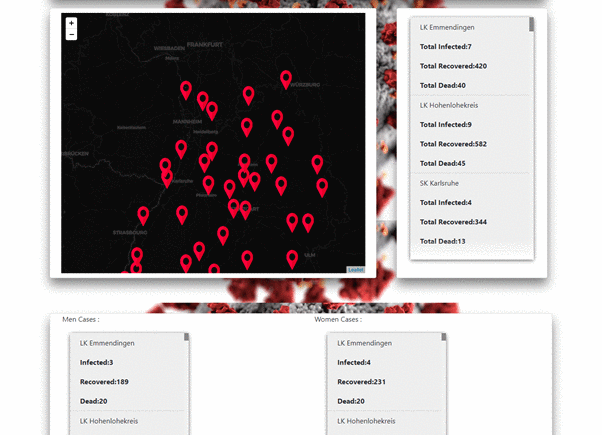 +
−
FRANKFURT
WIESBADEN
Mainz
WÜRZBURG
MANNHEIM
Heidelberg
Kaiserslautern
Karlsruhe
Pforzheim
STRASBOURG
ULM
Leaflet
LK Emmendingen
Total Infected:7
Total Recovered:420
Total Dead:40
LK Hohenlohekreis
Total Infected:9
Total Recovered:582
Total Dead:45
SK Karlsruhe
Total Infected:4
Total Recovered:344
Total Dead:13
Men Cases :
LK Emmendingen
Infected:3
Recovered:189
Dead:20
LK Hohenlohekreis
Women Cases :
LK Emmendingen
Infected:4
Recovered:231
Dead:20
LK Hohenlohekreis